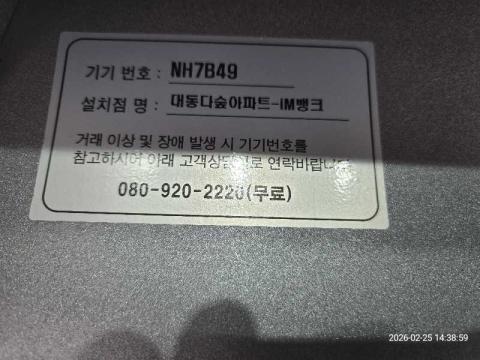 기기 번호 : NH7B49
설치점 명 : 대동다숲아파트-iM뱅크
거래 이상 및 장애 발생 시 기기번호를
참고하시어 아래 고객상담 로 연락바랍니다
080-920-2220(무료)
2026-02-25 14:38:59